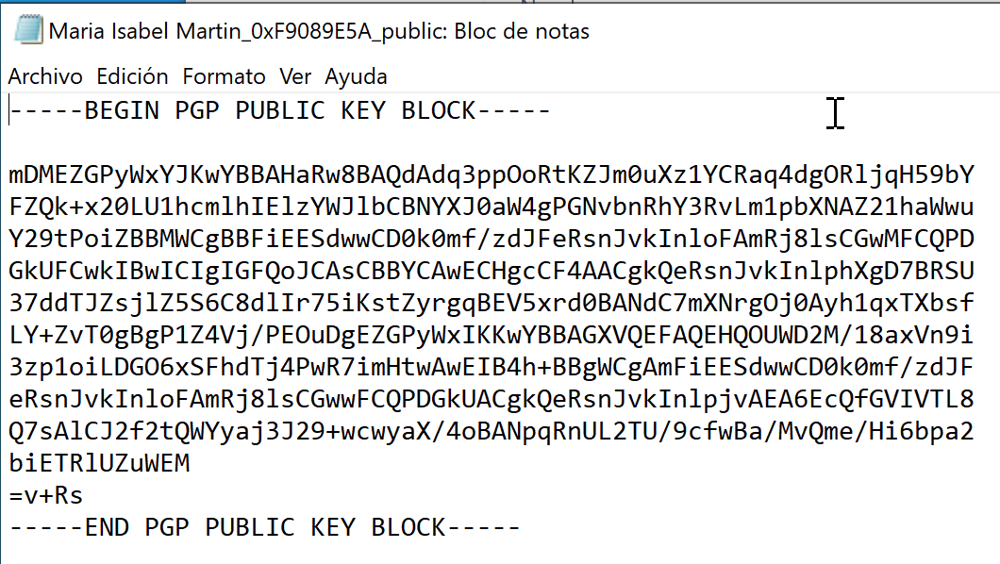 Maria Isabel Martin_0xF9089E5A_public: Bloc de notas
Archivo Edición Formato Ver Ayuda
-----BEGIN PGP PUBLIC KEY BLOCK-----
mDMEZGPyWxYJKwYBBAHaRw8BAQdAdq3ppOoRtKZJm0uXz1YCRaq4dgORljqH59bY
FZQk+x20LU1hcmlhIElzYWJlbCBNYXJ0aW4gPGNvbnRhY3RvLm1pbXNAZ21haWwu
Y29tPoiZBBMWCgBBFiEESdwwCD0k0mf/zdJFeRsnJvkInloFAmRj8lsCGwMFCQPD
GkUFCwkIBwICIgIGFQoJCAsCBBYCAwECHgcCF4AACgkQeRsnJvkInlphXgD7BRSU
37ddTJZsjlZ5S6C8dlIr75iKstZyrgqBEV5xrd0BANdC7mXNrgOj0Ayh1qxTXbsf
LY+ZvT0gBgP1Z4Vj/PEOuDgEZGPyWxIKKwYBBAGXVQEFAQEHQOUWD2M/18axVn9i
3zp1oiLDGO6xSFhdTj4PwR7imHtwAwEIB4h+BBgWCgAmFiEESdwwCD0k0mf/zdJF
eRsnJvkInloFAmRj8lsCGwwFCQPDGkUACgkQeRsnJvkInlpjvAEA6EcQfGVIVTL8
Q7sAlCJ2f2tQWYyaj3J29+wcwyaX/4oBANpqRnUL2TU/9cfwBa/MvQme/Hi6bpa2
biETRlUZuWEM
=v+Rs
-----END PGP PUBLIC KEY BLOCK-----